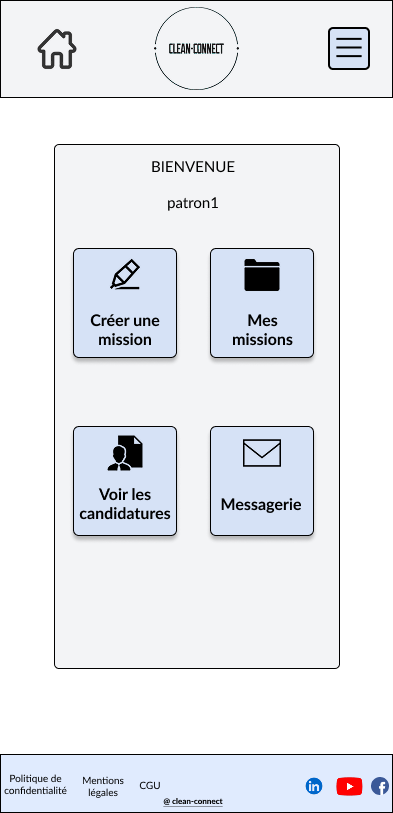 CLEAN-CONNECT
BIENVENUE
patron1
Créer une
mission
Mes
missions
Voir les
candidatures
Messagerie
Politique de
confidentialité
Mentions
légales
CGU
@ clean-connect
in
f